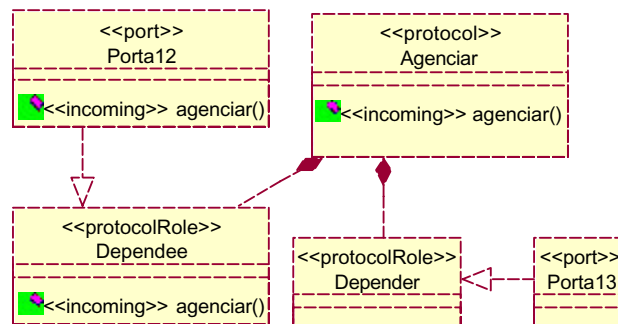 <<port>>
Porta12
<<incoming>> agenciar()
<<protocol>>
Agenciar
<<incoming>> agenciar()
<<protocolRole>>
Dependee
<<incoming>> agenciar()
<<protocolRole>>
Depender
<<port>>
Porta13